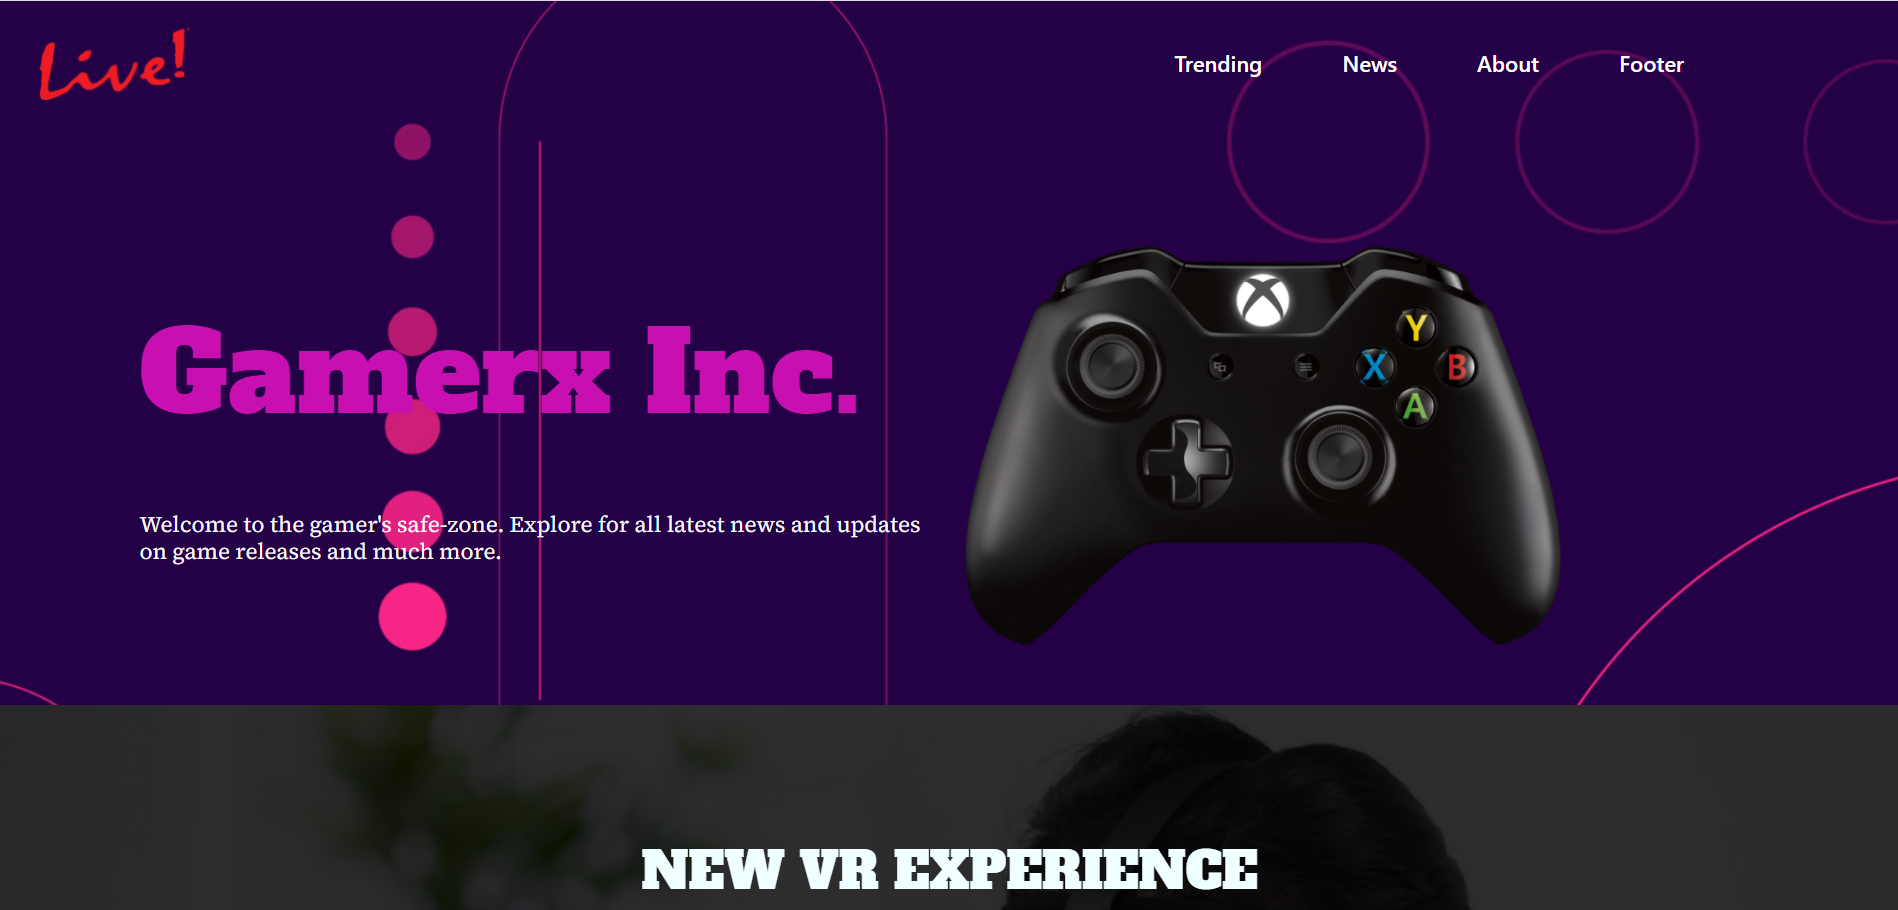 Live!
Trending News About Footer
Y
X B
A
Gamerx Inc.
Welcome to the gamer's safe-zone. Explore for all latest news and updates
on game releases and much more.
NEW VR EXPERIENCE